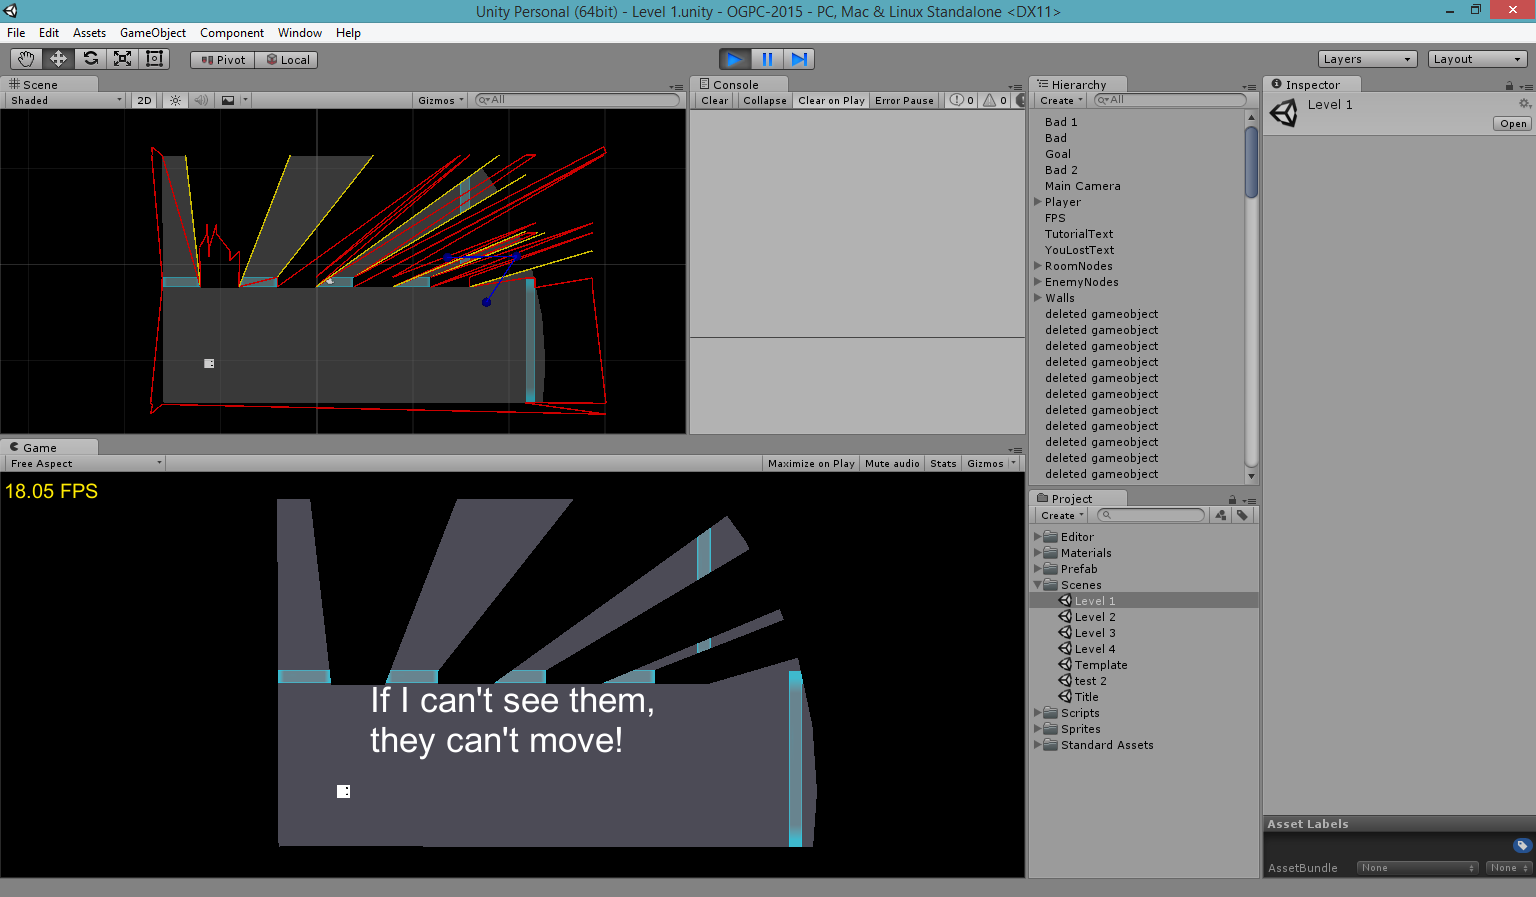 Unity Personal (64bit) - Level 1.unity - OGPC-2015 - PC, Mac & Linux Standalone <DX11>
File Edit Assets GameObject Component Window Help
Pivot Local Layers Layout
Scene
Shaded 2D Gizmos All
Console
Clear Collapse Clear on Play Error Pause 0 0
Hierarchy
Create All
Bad 1
Bad
Goal
Bad 2
Main Camera
Player
FPS
TutorialText
YouLostText
RoomNodes
EnemyNodes
Walls
deleted gameobject
deleted gameobject
deleted gameobject
deleted gameobject
deleted gameobject
deleted gameobject
deleted gameobject
deleted gameobject
deleted gameobject
deleted gameobject
deleted gameobject
Inspector
Level 1
Open
Game
Free Aspect Maximize on Play Mute audio Stats Gizmos
18.05 FPS
If I can't see them,
they can't move!
Project
Create
Editor
Materials
Prefab
Scenes
Level 1
Level 2
Level 3
Level 4
Template
test 2
Title
Scripts
Sprites
Standard Assets
Asset Labels
AssetBundle None None